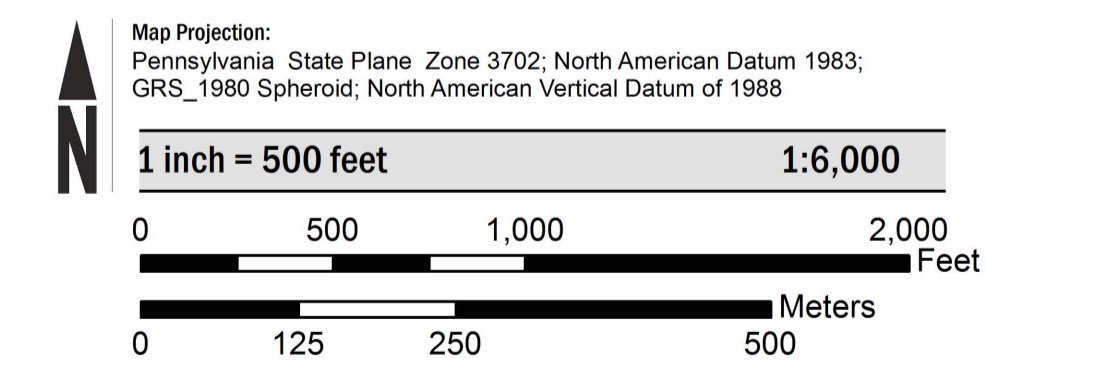 Map Projection:
Pennsylvania State Plane Zone 3702; North American Datum 1983;
GRS_1980 Spheroid; North American Vertical Datum of 1988
N
1 inch = 500 feet 1:6,000
0 500 1,000 2,000
Feet
Meters
0 125 250 500